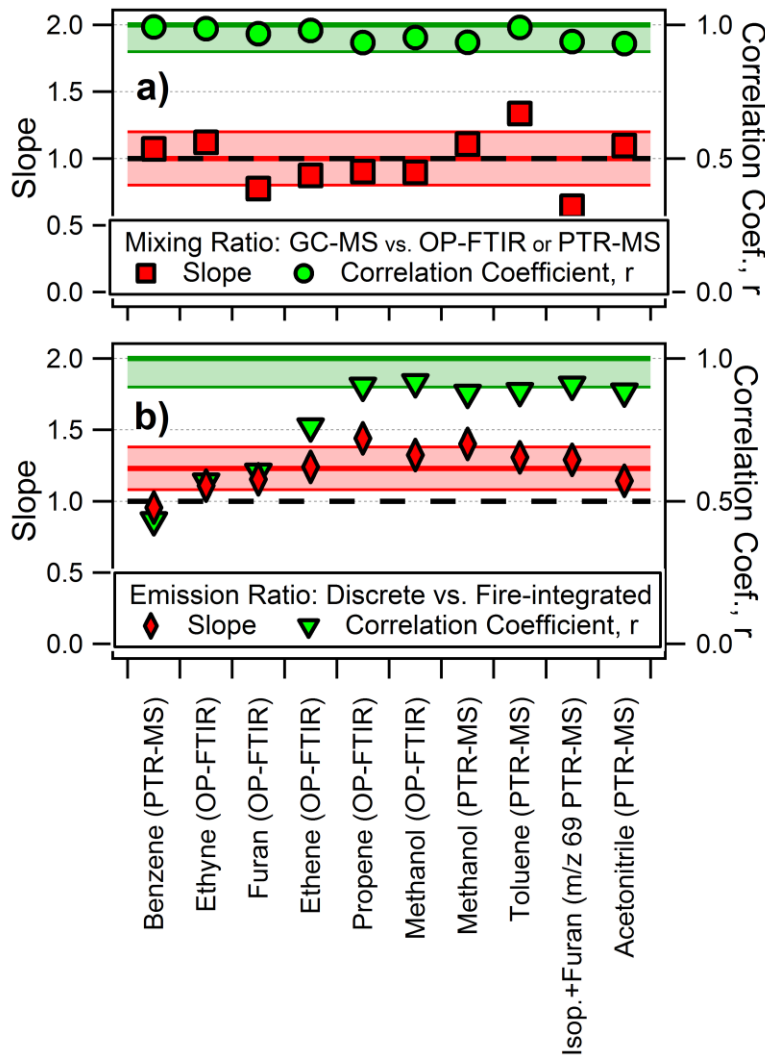 2.0
1.5
1.0
0.5
0.0
Slope
a)
1.0
0.5
0.0
Correlation Coef., r
Mixing Ratio: GC-MS vs. OP-FTIR or PTR-MS
Slope
Correlation Coefficient, r
2.0
1.5
1.0
0.5
0.0
Slope
b)
1.0
0.5
0.0
Correlation Coef., r
Emission Ratio: Discrete vs. Fire-integrated
Slope
Correlation Coefficient, r
Benzene (PTR-MS)
Ethyne (OP-FTIR)
Furan (OP-FTIR)
Ethene (OP-FTIR)
Propene (OP-FTIR)
Methanol (OP-FTIR)
Methanol (PTR-MS)
Toluene (PTR-MS)
Isop.+Furan (m/z 69 PTR-MS)
Acetonitrile (PTR-MS)